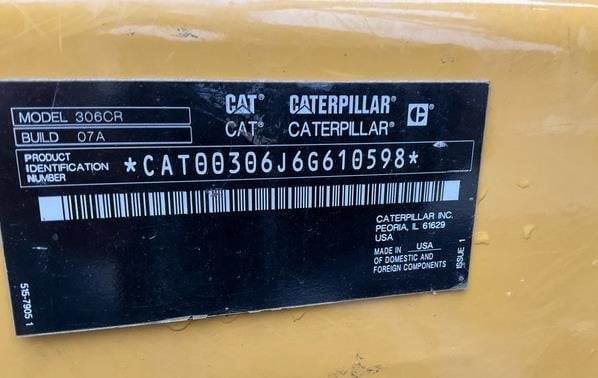 CAT® CATERPILLAR®
CAT® CATERPILLAR® C
MODEL 306CR
BUILD 07A
PRODUCT IDENTIFICATION NUMBER
*CAT00306J6G610598*
CATERPILLAR INC.
PEORIA, IL 61629
USA
MADE IN USA
OF DOMESTIC AND
FOREIGN COMPONENTS
ISSUE 1
515-7905 1